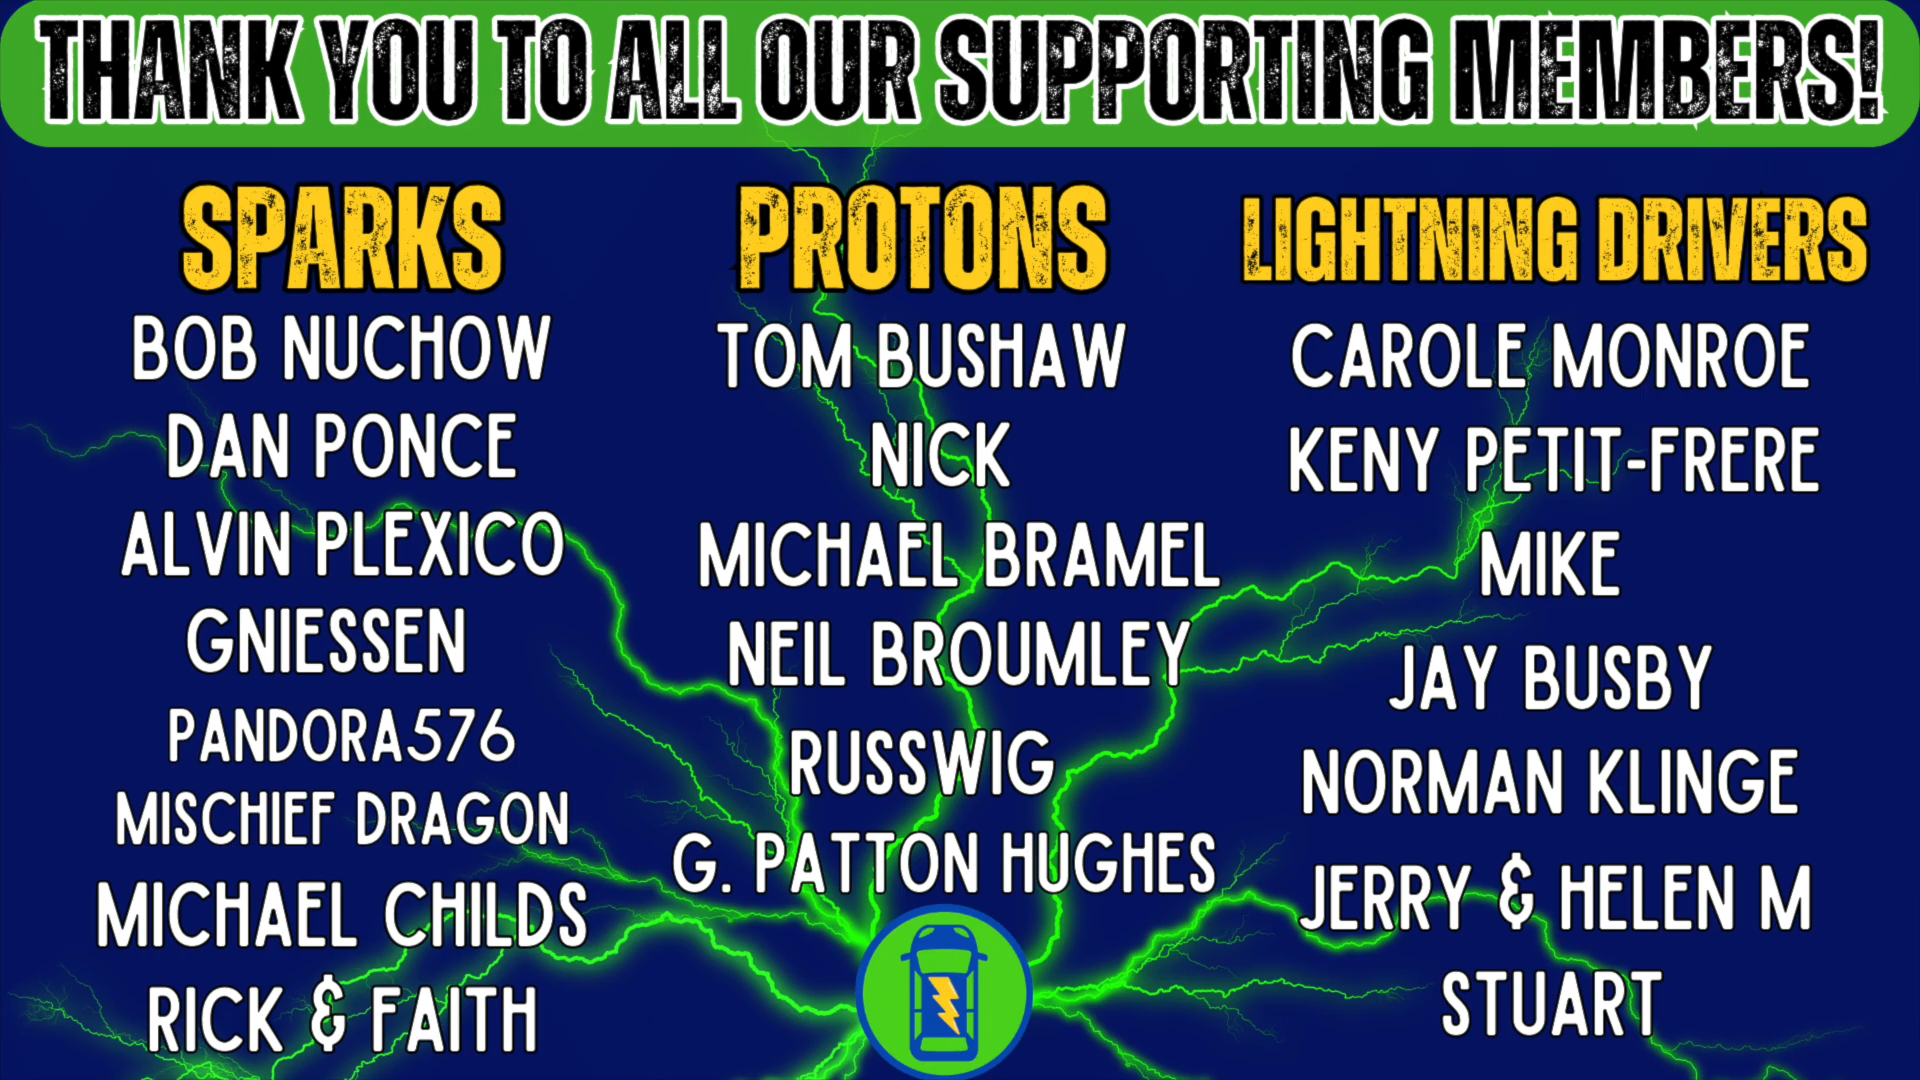 THANK YOU TO ALL OUR SUPPORTING MEMBERS!
SPARKS
BOB NUCHOW
DAN PONCE
ALVIN PLEXICO
GNIESSEN
PANDORA576
MISCHIEF DRAGON
MICHAEL CHILDS
RICK & FAITH
PROTONS
TOM BUSHAW
NICK
MICHAEL BRAMEL
NEIL BROUMLEY
RUSSWIG
G. PATTON HUGHES
LIGHTNING DRIVERS
CAROLE MONROE
KENY PETIT-FRERE
MIKE
JAY BUSBY
NORMAN KLINGE
JERRY & HELEN M
STUART